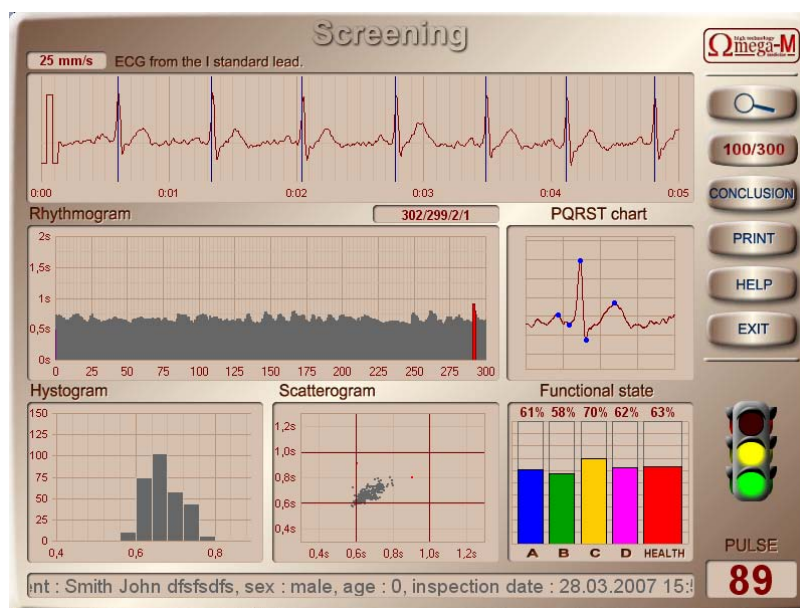 Screening
high technology
Ωmega-M
25 mm/s ECG from the I standard lead.
0:00 0:01 0:02 0:03 0:04 0:05
100/300
CONCLUSION
PRINT
HELP
EXIT
Rhythmogram 302/299/2/1
2s
1,5s
1s
0,5s
0s
0 25 50 75 100 125 150 175 200 225 250 275 300
PQRST chart
Hystogram
150
125
100
75
50
25
0
0,4 0,6 0,8
Scatterogram
1,2s
1,0s
0,8s
0,6s
0,4s
0,4s 0,6s 0,8s 1,0s 1,2s
Functional state
61% 58% 70% 62% 63%
A B C D HEALTH
PULSE
89
ent : Smith John dfsfsdfs, sex : male, age : 0, inspection date : 28.03.2007 15:5